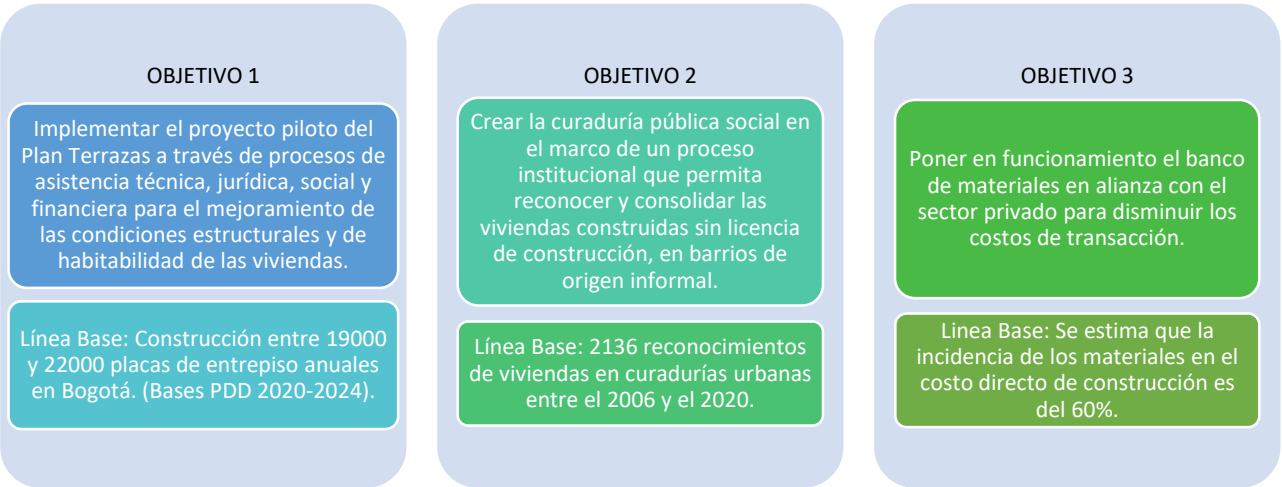 OBJETIVO 1
Implementar el proyecto piloto del
Plan Terrazas a través de procesos de
asistencia técnica, jurídica, social y
financiera para el mejoramiento de
las condiciones estructurales y de
habitabilidad de las viviendas.
Línea Base: Construcción entre 19000
y 22000 placas de entrepiso anuales
en Bogotá. (Bases PDD 2020-2024).
OBJETIVO 2
Crear la curaduría pública social en
el marco de un proceso
institucional que permita
reconocer y consolidar las
viviendas construidas sin licencia
de construcción, en barrios de
origen informal.
Línea Base: 2136 reconocimientos
de viviendas en curadurías urbanas
entre el 2006 y el 2020.
OBJETIVO 3
Poner en funcionamiento el banco
de materiales en alianza con el
sector privado para disminuir los
costos de transacción.
Linea Base: Se estima que la
incidencia de los materiales en el
costo directo de construcción es
del 60%.